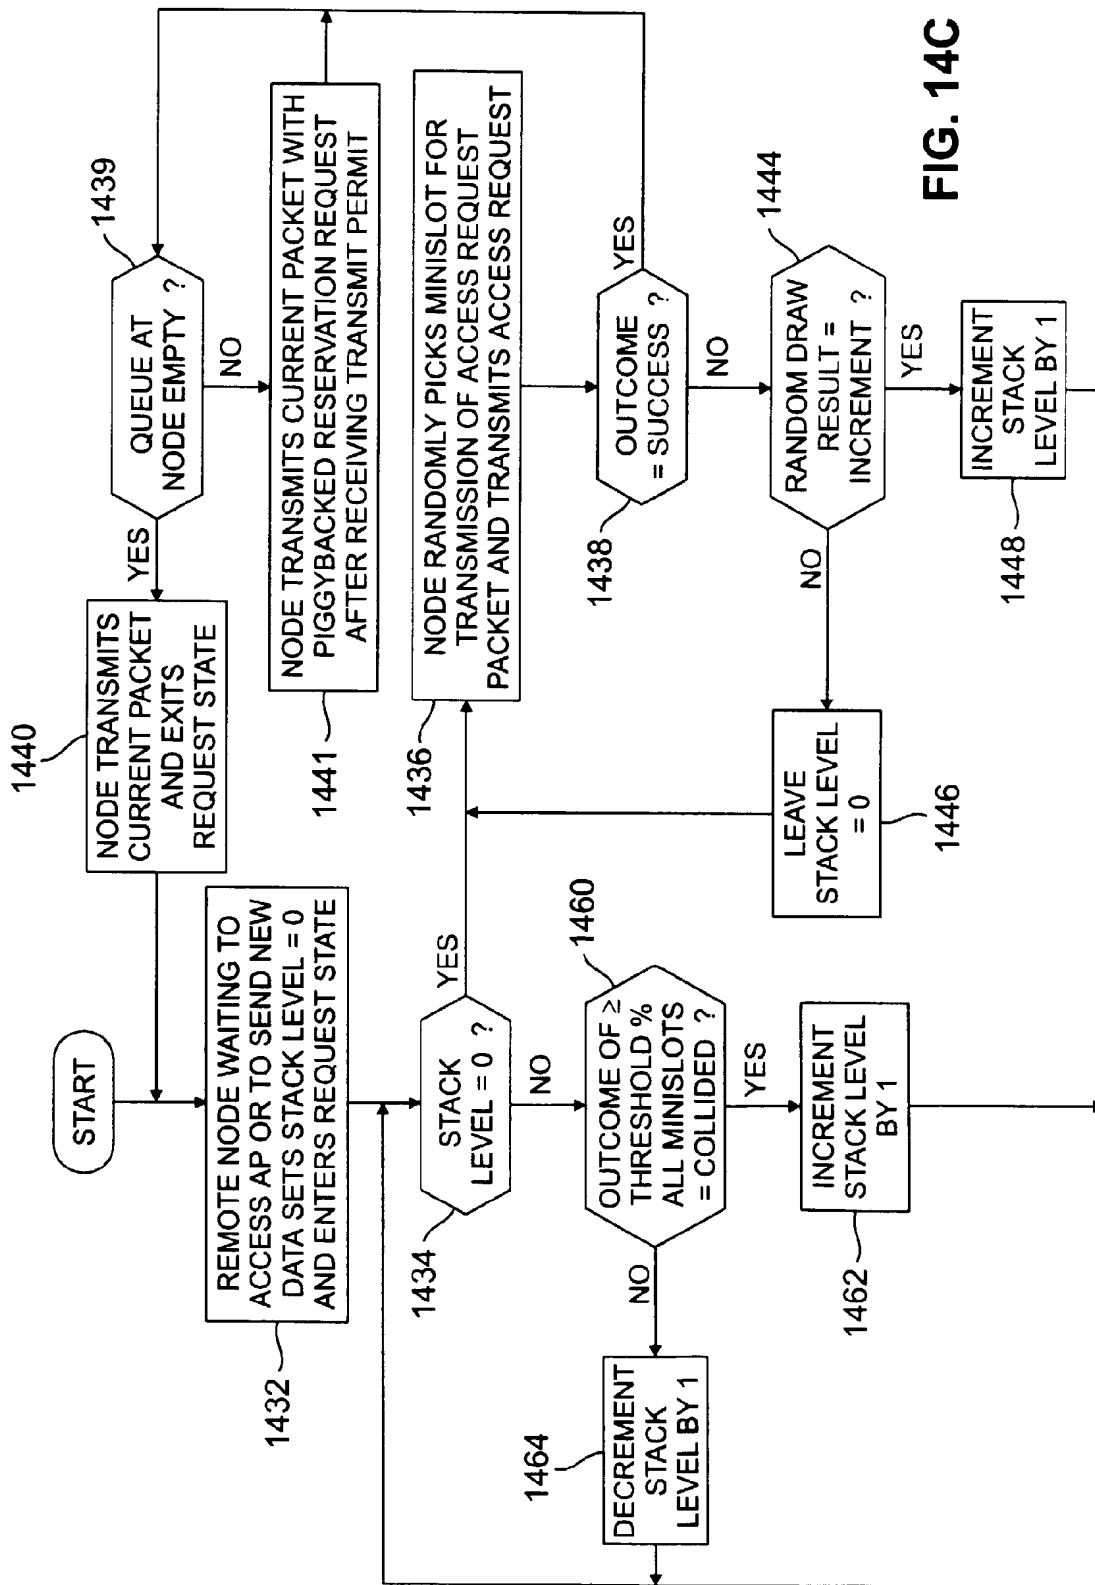 START
REMOTE NODE WAITING TO
ACCESS AP OR TO SEND NEW
DATA SETS STACK LEVEL = 0
AND ENTERS REQUEST STATE
1432
STACK
LEVEL = 0 ?
1434
YES
NO
OUTCOME OF ≥
THRESHOLD %
ALL MINISLOTS
= COLLIDED ?
1460
NO
YES
DECREMENT
STACK
LEVEL BY 1
1464
INCREMENT
STACK LEVEL
BY 1
1462
NODE TRANSMITS
CURRENT PACKET
AND EXITS
REQUEST STATE
1440
YES
QUEUE AT
NODE EMPTY ?
1439
NO
NODE TRANSMITS CURRENT PACKET WITH
PIGGYBACKED RESERVATION REQUEST
AFTER RECEIVING TRANSMIT PERMIT
1441
NODE RANDOMLY PICKS MINISLOT FOR
TRANSMISSION OF ACCESS REQUEST
PACKET AND TRANSMITS ACCESS REQUEST
1436
OUTCOME
= SUCCESS ?
1438
YES
NO
RANDOM DRAW
RESULT =
INCREMENT ?
1444
NO
YES
LEAVE
STACK LEVEL
= 0
1446
INCREMENT
STACK
LEVEL BY 1
1448
FIG. 14C